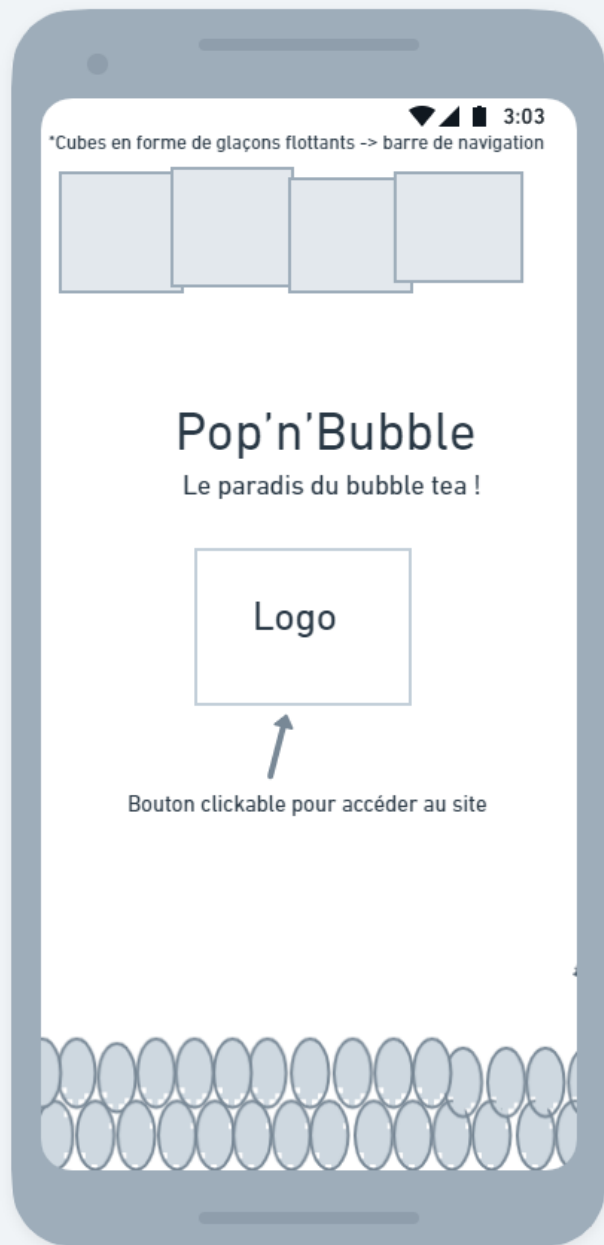 3:03
*Cubes en forme de glaçons flottants -> barre de navigation
Pop’n’Bubble
Le paradis du bubble tea !
Logo
Bouton clickable pour accéder au site